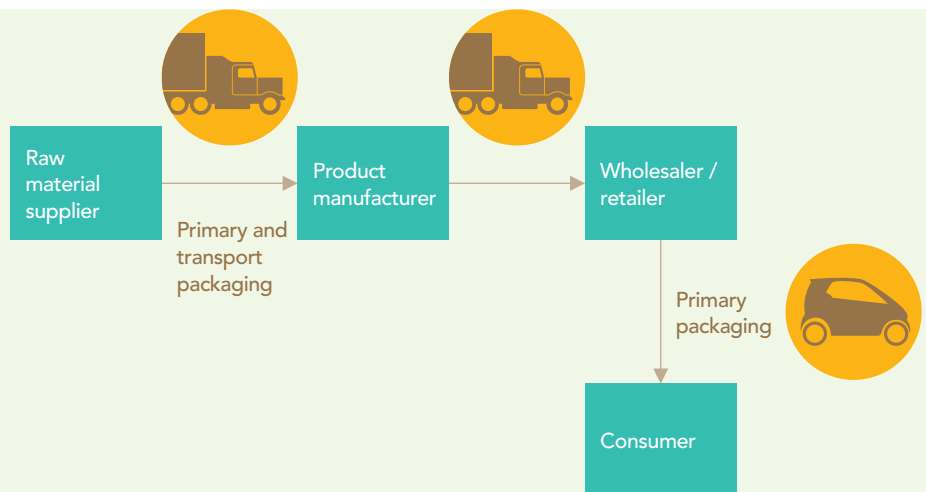 Raw
material
supplier
Product
manufacturer
Wholesaler /
retailer
Primary and
transport
packaging
Primary
packaging
Consumer